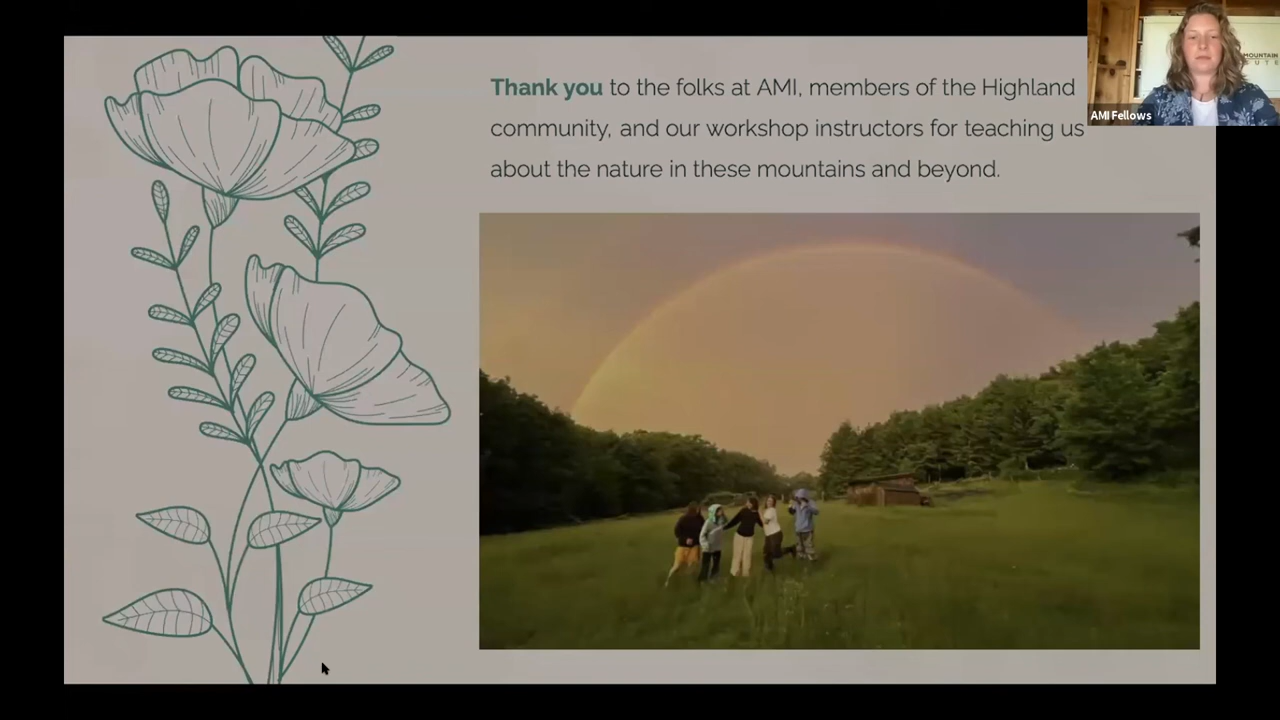 Thank you to the folks at AMI, members of the Highland
community, and our workshop instructors for teaching us
about the nature in these mountains and beyond.
MOUNTAIN
AMI Fellows